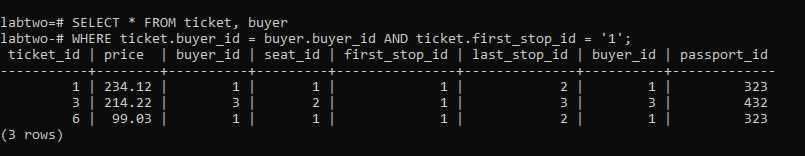 labtwo=# SELECT * FROM ticket, buyer
labtwo-# WHERE ticket.buyer_id = buyer.buyer_id AND ticket.first_stop_id = '1';
 ticket_id | price  | buyer_id | seat_id | first_stop_id | last_stop_id | buyer_id | passport_id
-----------+--------+----------+---------+---------------+--------------+----------+-------------
         1 | 234.12 |        1 |       1 |             1 |            2 |        1 |         323
         3 | 214.22 |        3 |       2 |             1 |            3 |        3 |         432
         6 |  99.03 |        1 |       1 |             1 |            2 |        1 |         323
(3 rows)